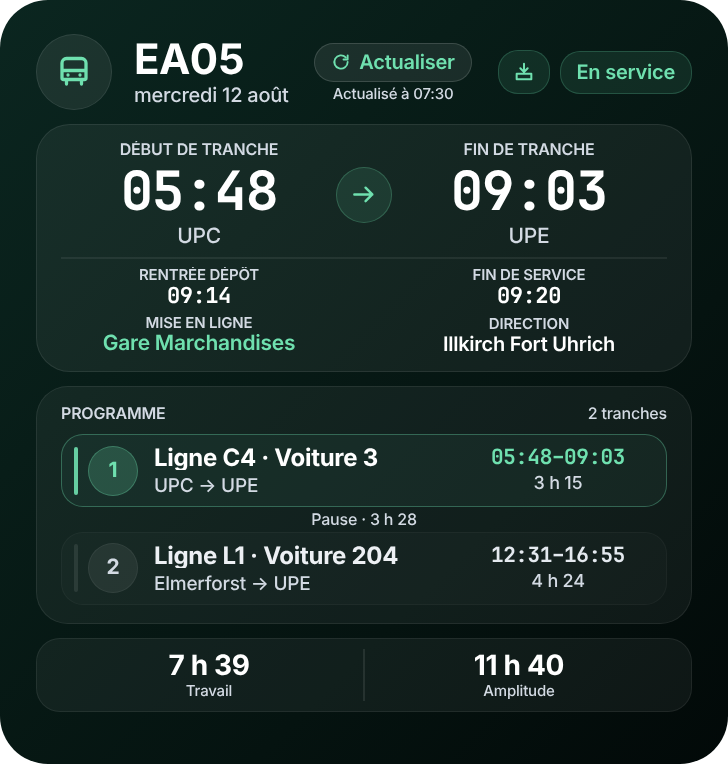 EA05
mercredi 12 août
Actualiser
Actualisé à 07:30
En service
DÉBUT DE TRANCHE
05:48
UPC
FIN DE TRANCHE
09:03
UPE
RENTRÉE DÉPÔT
09:14
MISE EN LIGNE
Gare Marchandises
FIN DE SERVICE
09:20
DIRECTION
Illkirch Fort Uhrich
PROGRAMME
2 tranches
1
Ligne C4 · Voiture 3
UPC → UPE
05:48–09:03
3 h 15
Pause · 3 h 28
2
Ligne L1 · Voiture 204
Elmerforst → UPE
12:31–16:55
4 h 24
7 h 39
Travail
11 h 40
Amplitude